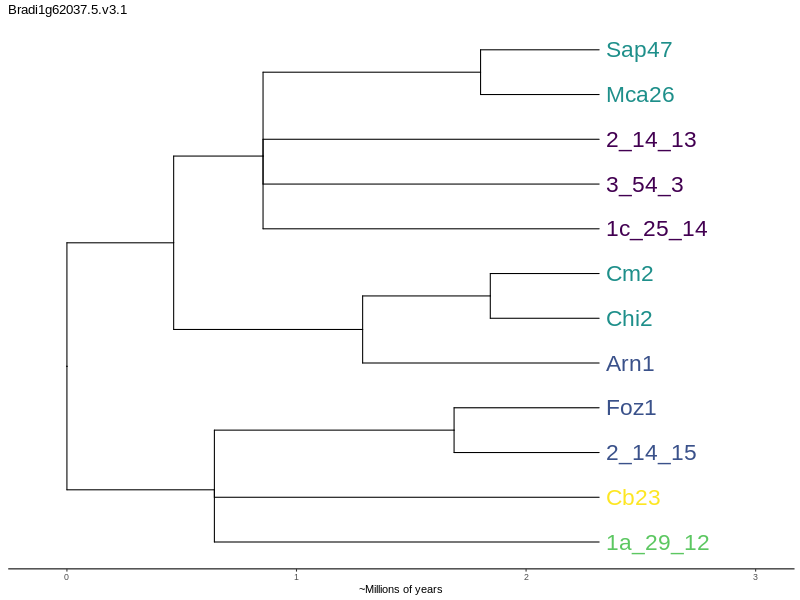 Bradi1g62037.5.v3.1
Sap47
Mca26
2_14_13
3_54_3
1c_25_14
Cm2
Chi2
Arn1
Foz1
2_14_15
Cb23
1a_29_12
0 1 2 3
~Millions of years